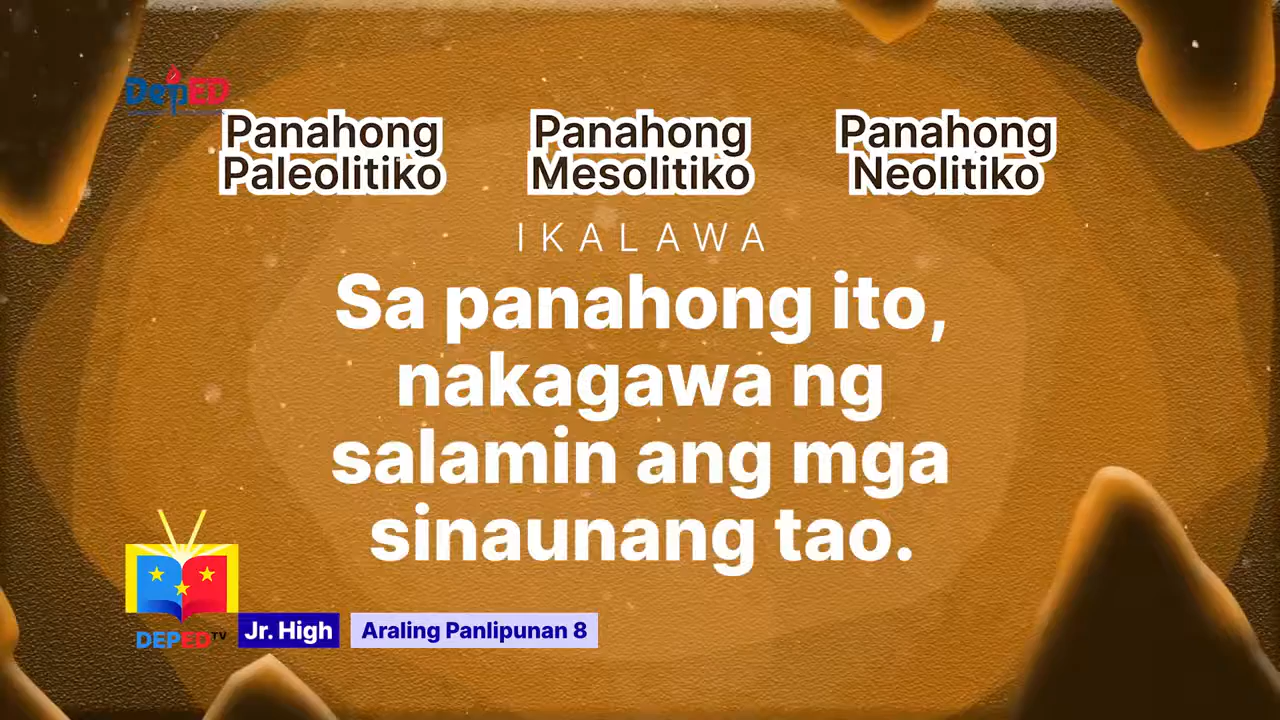 DepED
Panahong Paleolitiko
Panahong Mesolitiko
Panahong Neolitiko
IKALAWA
Sa panahong ito,
nakagawa ng
salamin ang mga
sinaunang tao.
DEPED TV
Jr. High
Araling Panlipunan 8